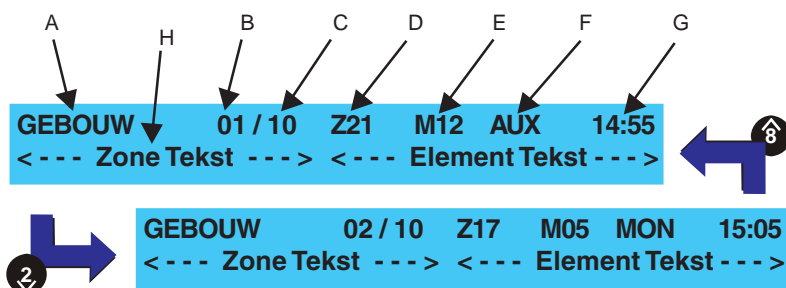 A H B C D E F G
GEBOUW 01 / 10 Z21 M12 AUX 14:55
< - - - Zone Tekst - - - > < - - - Element Tekst - - - >
8
GEBOUW 02 / 10 Z17 M05 MON 15:05
< - - - Zone Tekst - - - > < - - - Element Tekst - - - >
2